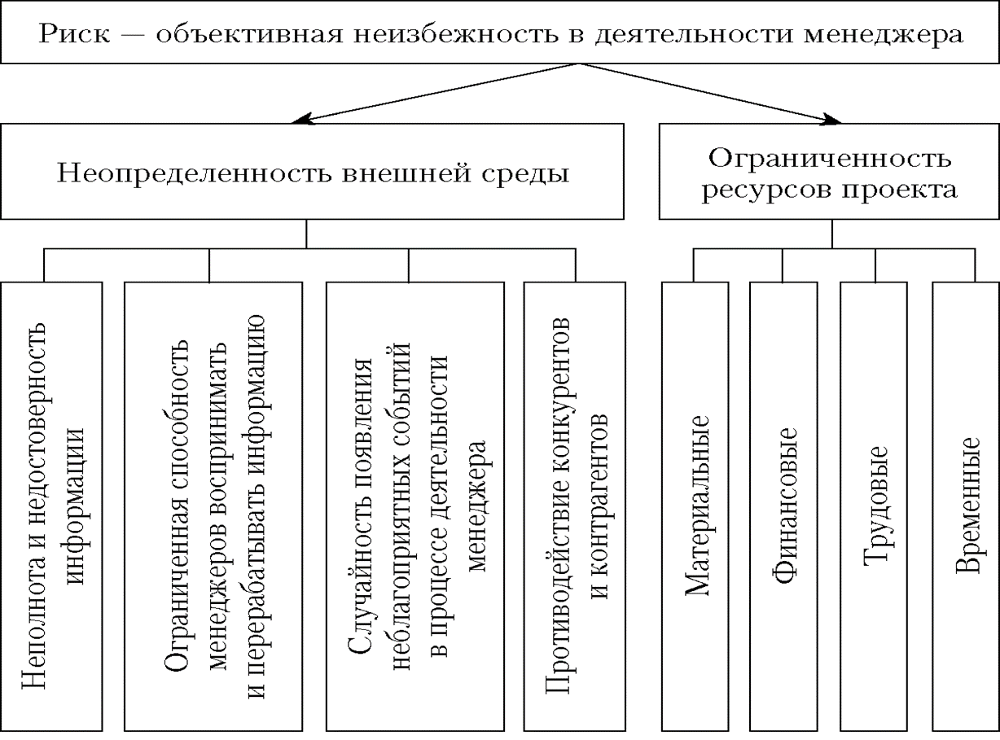 Риск — объективная неизбежность в деятельности менеджера
Неопределенность внешней среды
Ограниченность
ресурсов проекта
Неполнота и недостоверность
информации
Ограниченная способность
менеджеров воспринимать
и перерабатывать информацию
Случайность появления
неблагоприятных событий
в процессе деятельности
менеджера
Противодействие конкурентов
и контрагентов
Материальные
Финансовые
Трудовые
Временные